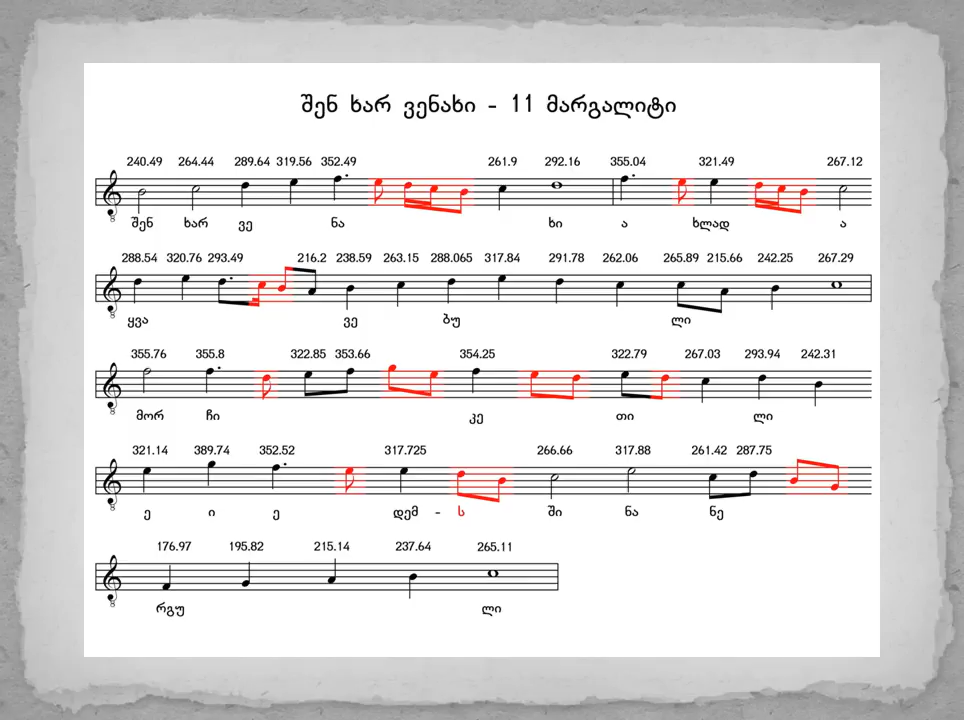 შენ ხარ ვენახი - 11 მარგალიტი
240.49 264.44 289.64 319.56 352.49 261.9 292.16 355.04 321.49 267.12
შენ ხარ ვე ნა ხი ა ხლად ა
288.54 320.76 293.49 216.2 238.59 263.15 288.065 317.84 291.78 262.06 265.89 215.66 242.25 267.29
ყვა ვე ბუ ლი
355.76 355.8 322.85 353.66 354.25 322.79 267.03 293.94 242.31
მორ ჩი კე თი ლი
321.14 389.74 352.52 317.725 266.66 317.88 261.42 287.75
ე ი ე დემ - ს ში ნა ნე
176.97 195.82 215.14 237.64 265.11
რგუ ლი